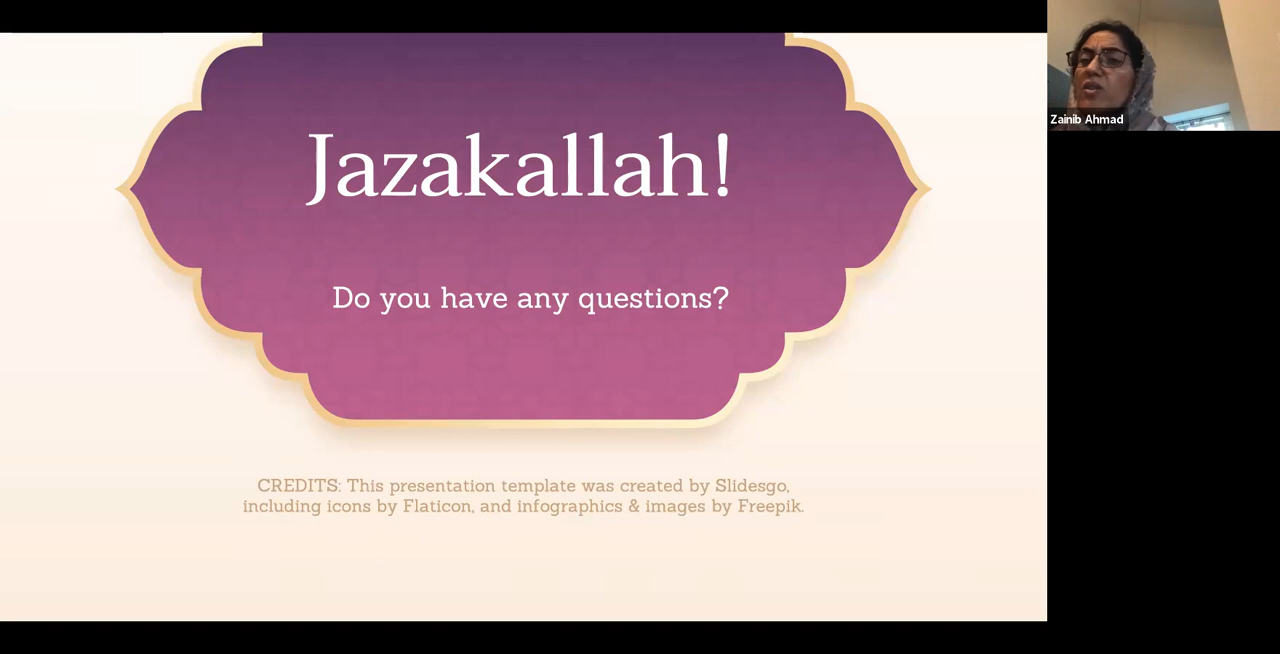 Jazakallah!
Do you have any questions?
CREDITS: This presentation template was created by Slidesgo,
including icons by Flaticon, and infographics & images by Freepik.
Zainib Ahmad